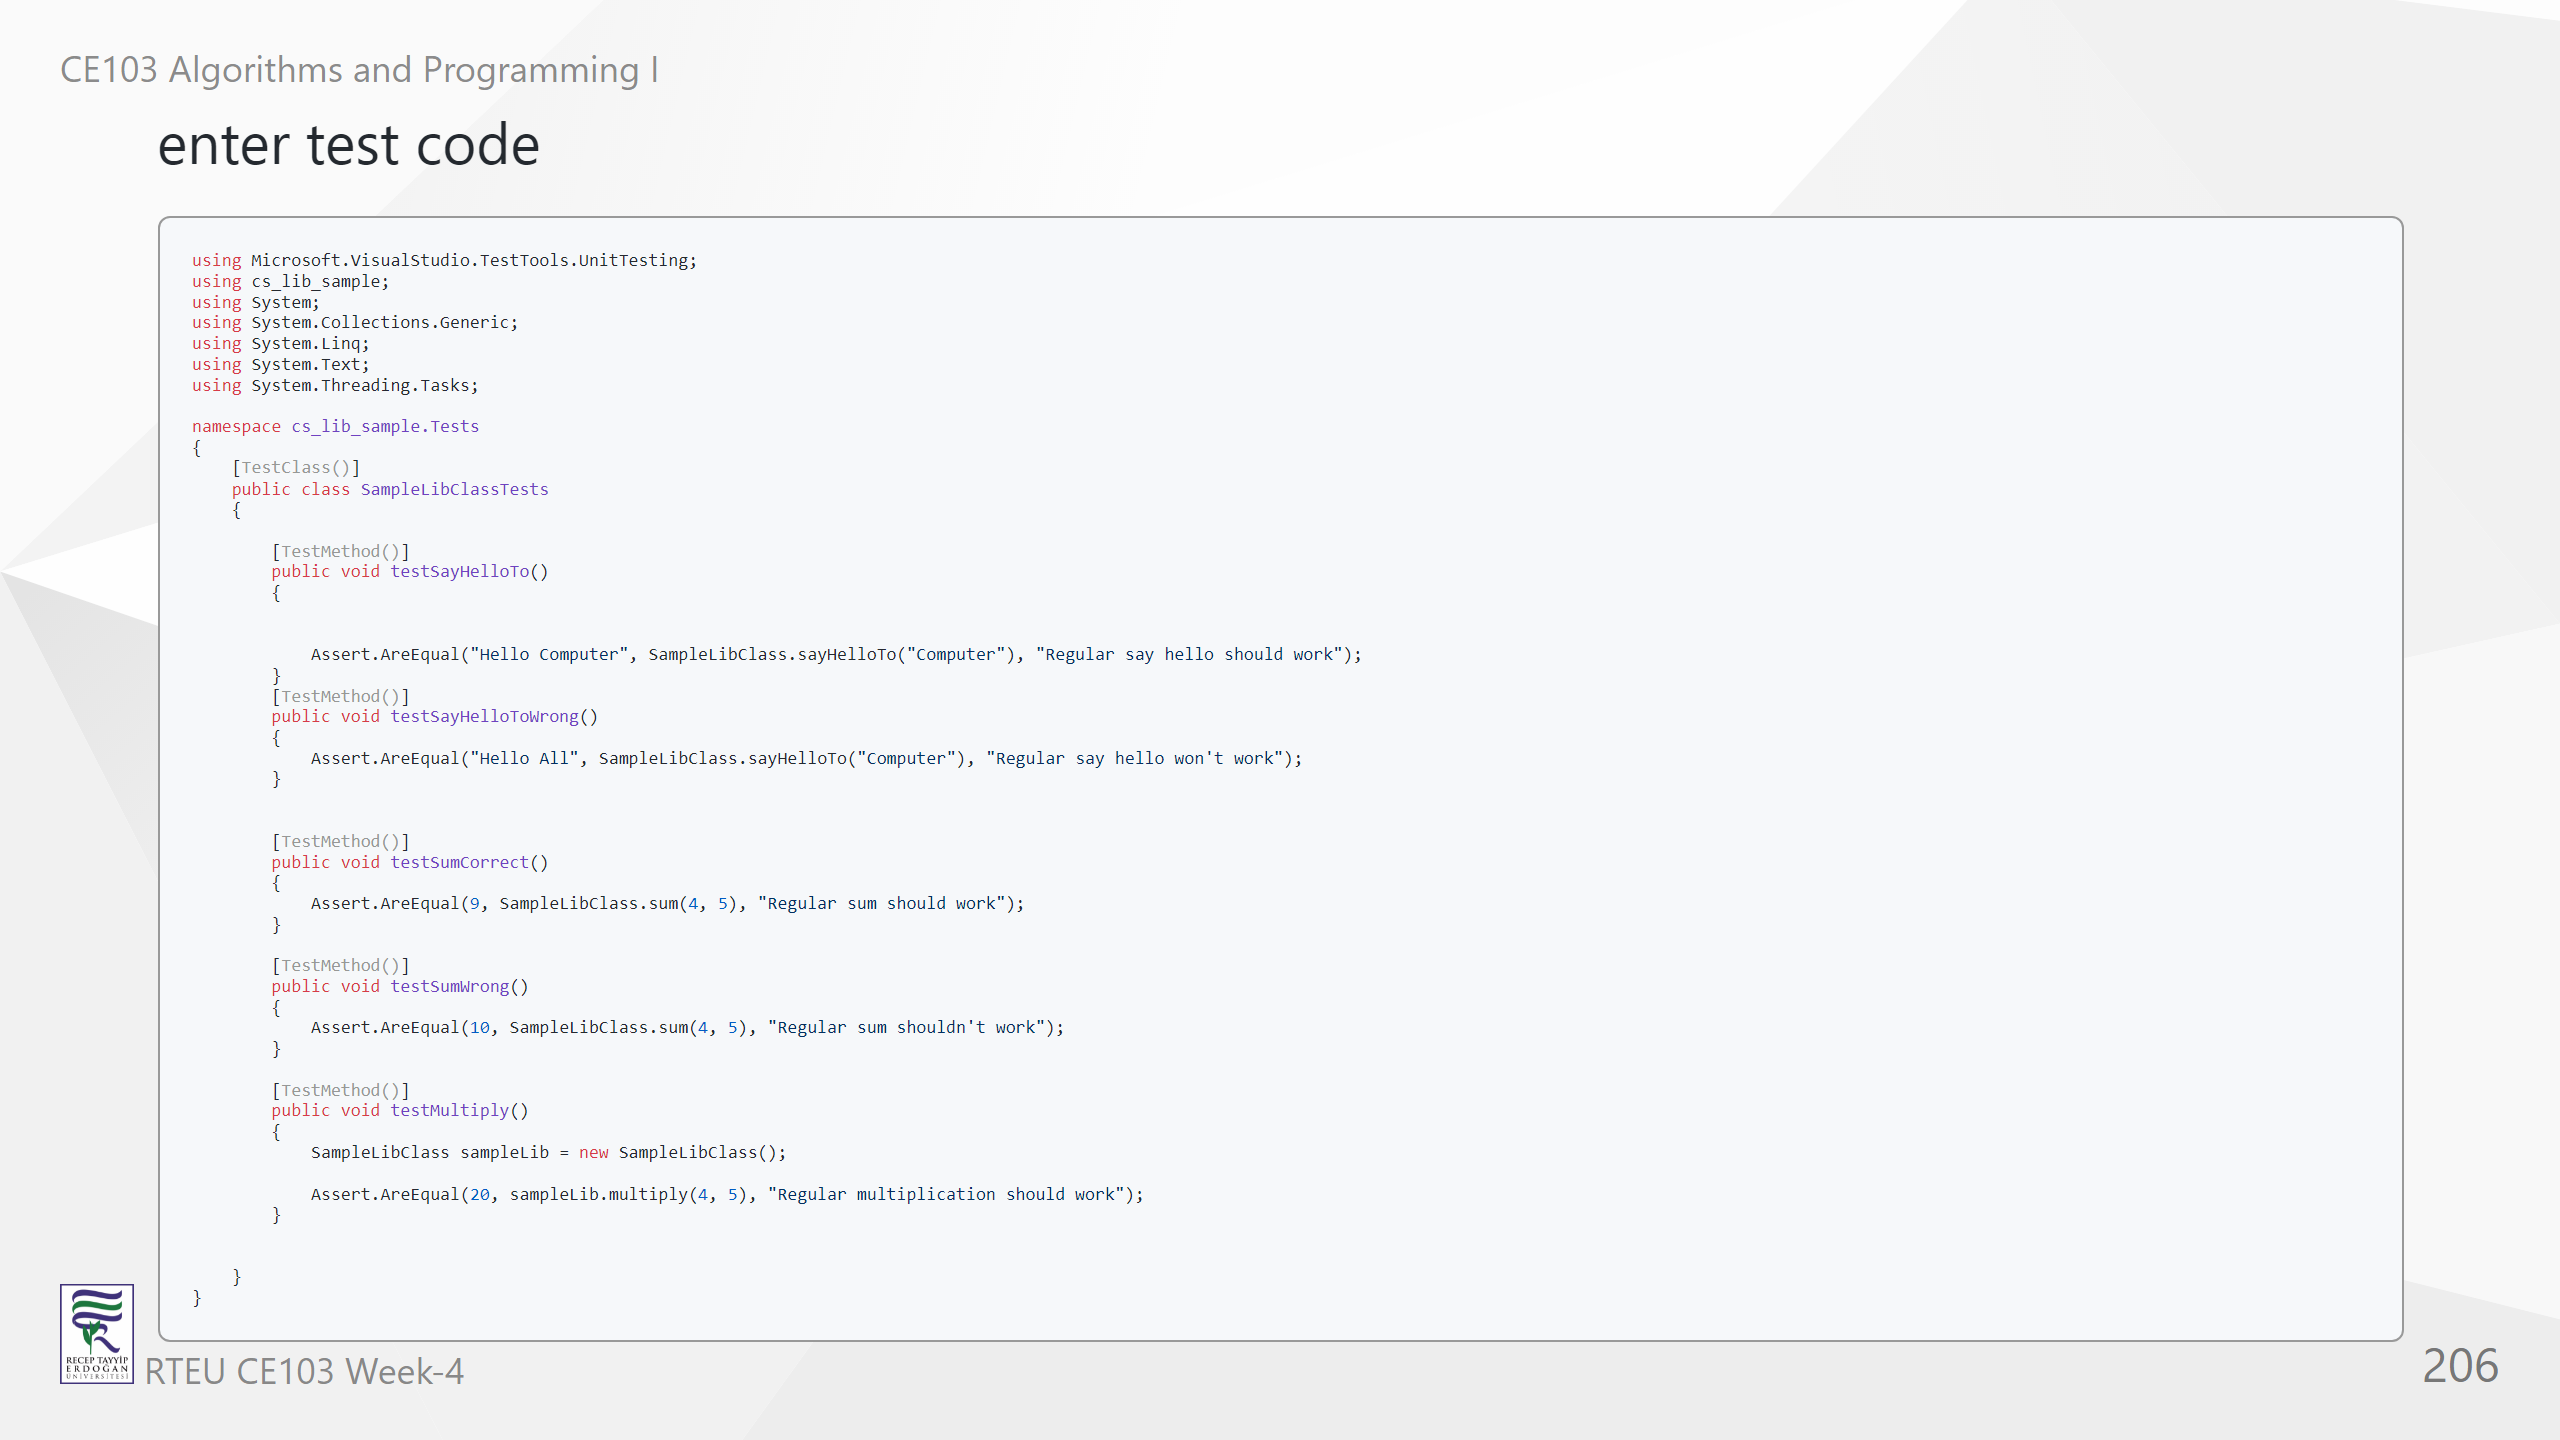 CE103 Algorithms and Programming I
enter test code
using Microsoft.VisualStudio.TestTools.UnitTesting;
using cs_lib_sample;
using System;
using System.Collections.Generic;
using System.Linq;
using System.Text;
using System.Threading.Tasks;
namespace cs_lib_sample.Tests
{
[TestClass()]
public class SampleLibClassTests
{
[TestMethod()]
public void testSayHelloTo()
{
Assert.AreEqual("Hello Computer", SampleLibClass.sayHelloTo("Computer"), "Regular say hello should work");
}
[TestMethod()]
public void testSayHelloToWrong()
{
Assert.AreEqual("Hello All", SampleLibClass.sayHelloTo("Computer"), "Regular say hello won't work");
}
[TestMethod()]
public void testSumCorrect()
{
Assert.AreEqual(9, SampleLibClass.sum(4, 5), "Regular sum should work");
}
[TestMethod()]
public void testSumWrong()
{
Assert.AreEqual(10, SampleLibClass.sum(4, 5), "Regular sum shouldn't work");
}
[TestMethod()]
public void testMultiply()
{
SampleLibClass sampleLib = new SampleLibClass();
Assert.AreEqual(20, sampleLib.multiply(4, 5), "Regular multiplication should work");
}
}
}
RECEP TAYYİP
ERDOĞAN
ÜNİVERSİTESİ
RTEU CE103 Week-4
206